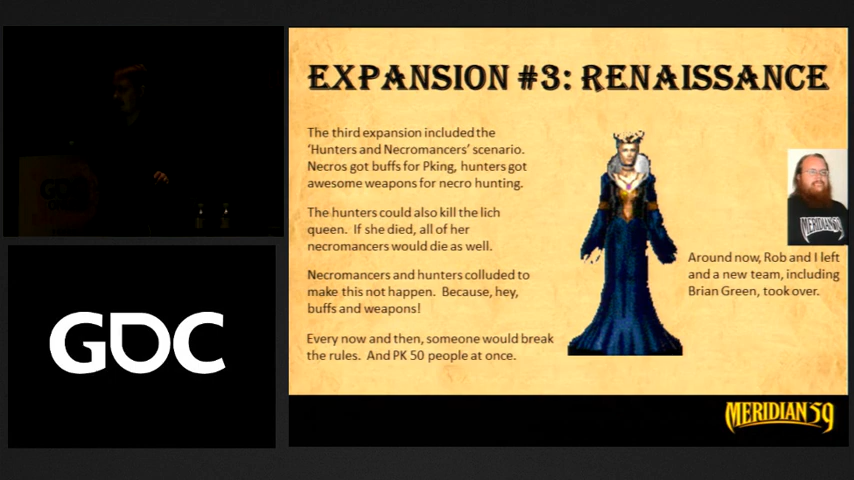 EXPANSION #3: RENAISSANCE
The third expansion included the
'Hunters and Necromancers' scenario.
Necros got buffs for Pking, hunters got
awesome weapons for necro hunting.
The hunters could also kill the lich
queen. If she died, all of her
necromancers would die as well.
Necromancers and hunters colluded to
make this not happen. Because, hey,
buffs and weapons!
Every now and then, someone would break
the rules. And PK 50 people at once.
MERIDIAN 59
Around now, Rob and I left
and a new team, including
Brian Green, took over.
GDC
MERIDIAN 59